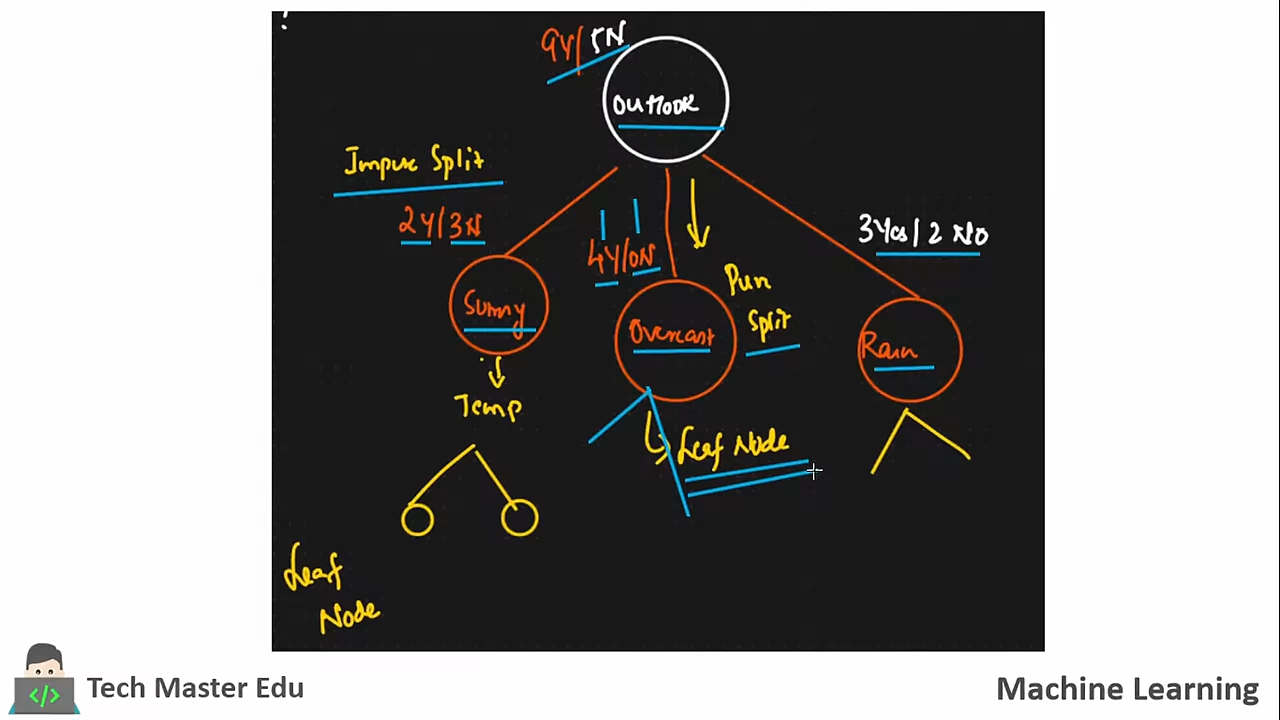 9Y/5N
Outlook
Impure Split
2Y/3N
4Y/0N
3Yes/2 NO
Pure
Split
Sunny
Overcast
Rain
Temp
Leaf Node
Leaf
Node
Tech Master Edu
Machine Learning